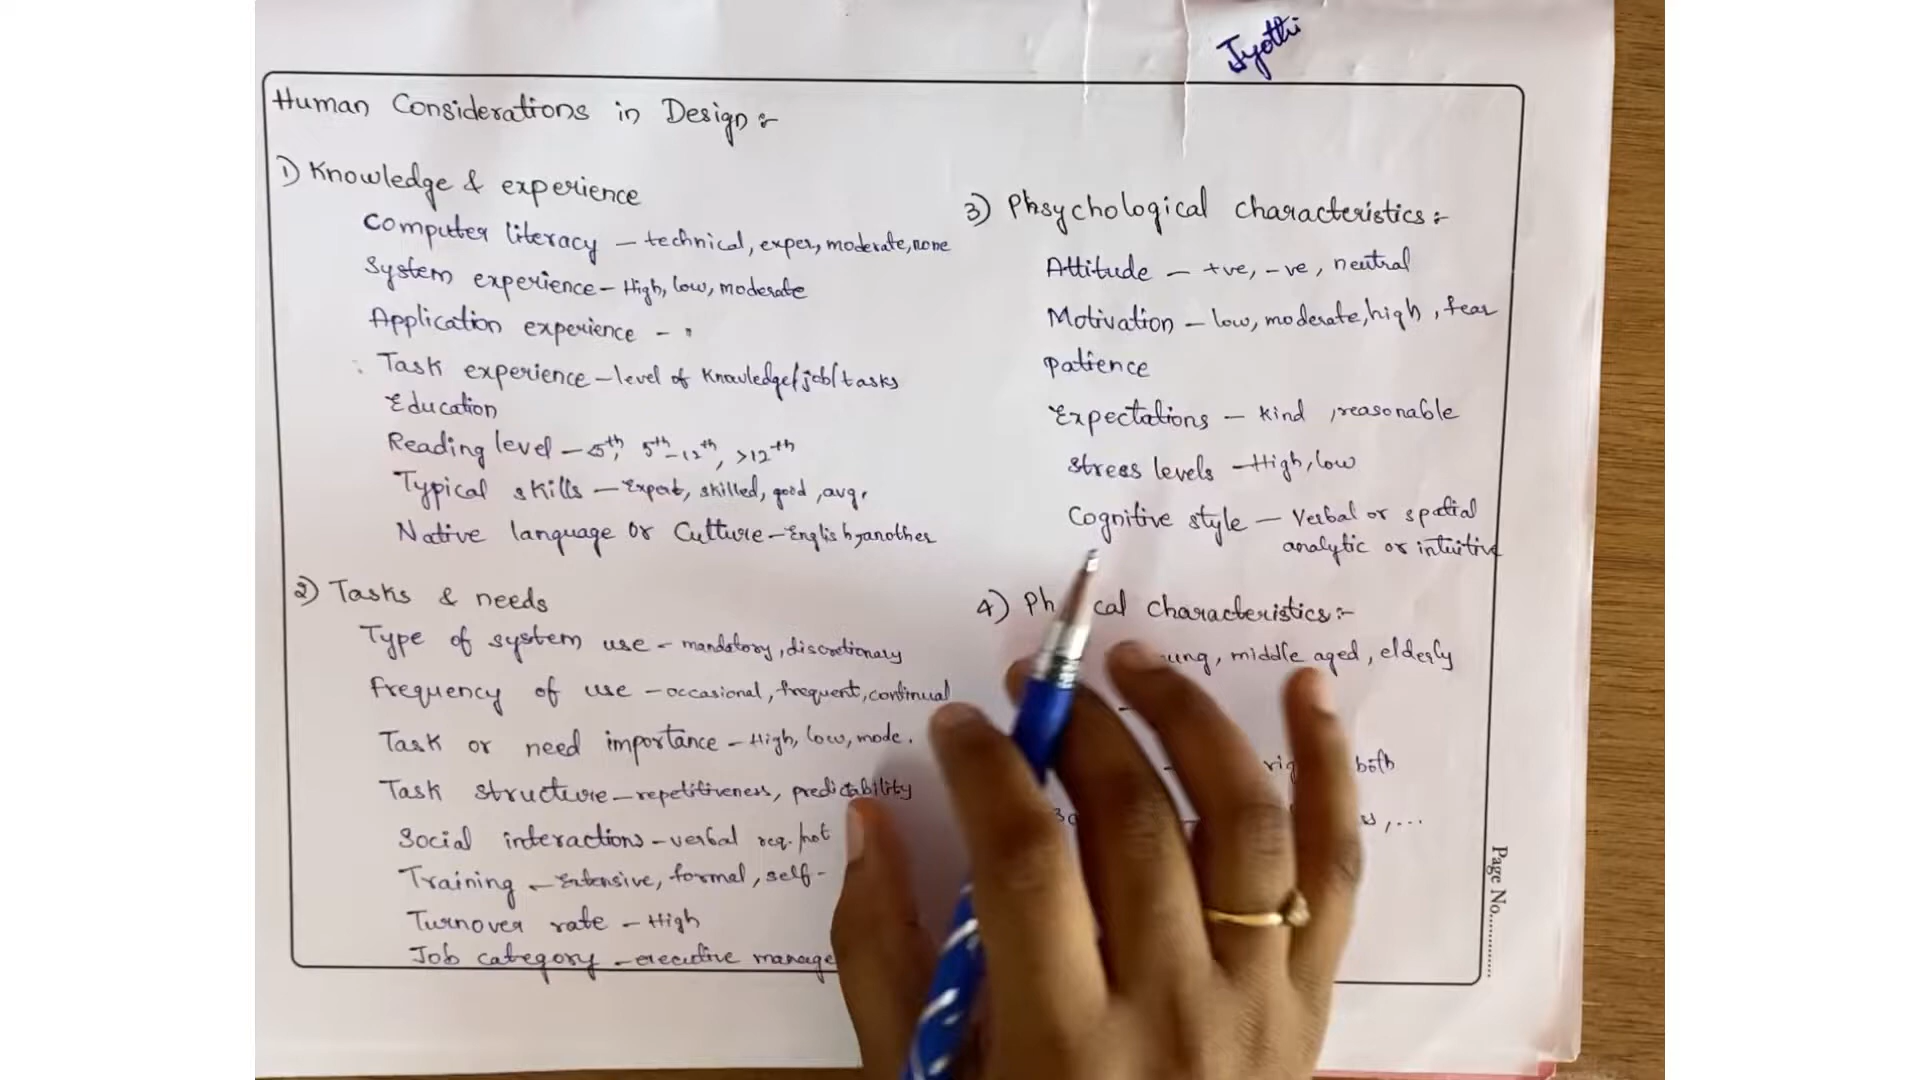 Jyothi
Human Considerations in Design:-
1) Knowledge & experience
Computer literacy - technical, exper, moderate, none
System experience - High, low, moderate
Application experience - "
Task experience - level of knowledge/job/tasks
Education
Reading level - <5th, 5th-12th, >12th
Typical skills - Expert, skilled, good, avg.
Native language or Culture - English, another
2) Tasks & needs
Type of system use - mandatory, discretionary
Frequency of use - occasional, frequent, continual
Task or need importance - High, low, mode.
Task structure - repetitiveness, predictability
Social interactions - verbal req./not
Training - Extensive, formal, self-
Turnover rate - High
Job category - executive manage
3) Phsychological characteristics:-
Attitude - +ve, -ve, neutral
Motivation - low, moderate, high, fear
patience
Expectations - kind, reasonable
stress levels - High, low
Cognitive style - Verbal or spatial
analytic or intuitive
4) Ph cal characteristics:-
ung, middle aged, elderly
both
Page No.............